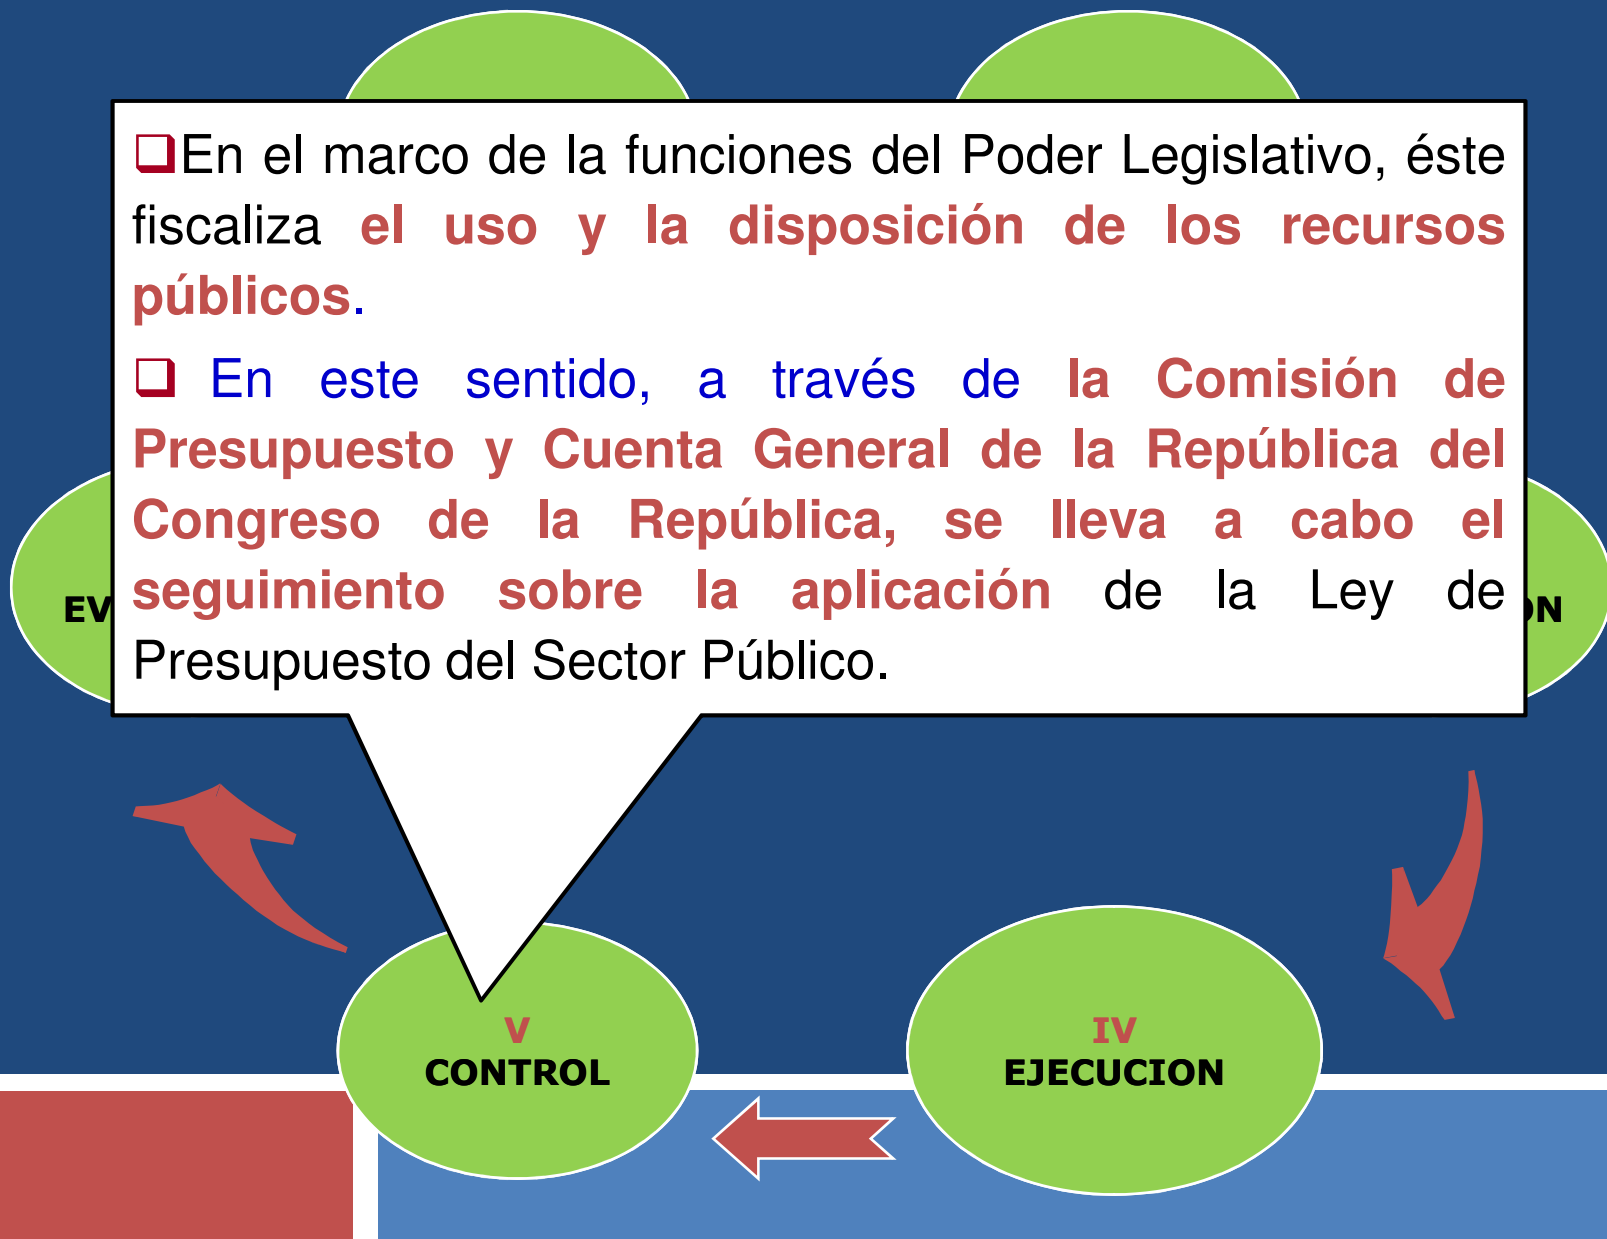 ❑En el marco de la funciones del Poder Legislativo, éste
fiscaliza el uso y la disposición de los recursos
públicos.
❑ En este sentido, a través de la Comisión de
Presupuesto y Cuenta General de la República del
Congreso de la República, se lleva a cabo el
seguimiento sobre la aplicación de la Ley de
Presupuesto del Sector Público.
V
CONTROL
IV
EJECUCION